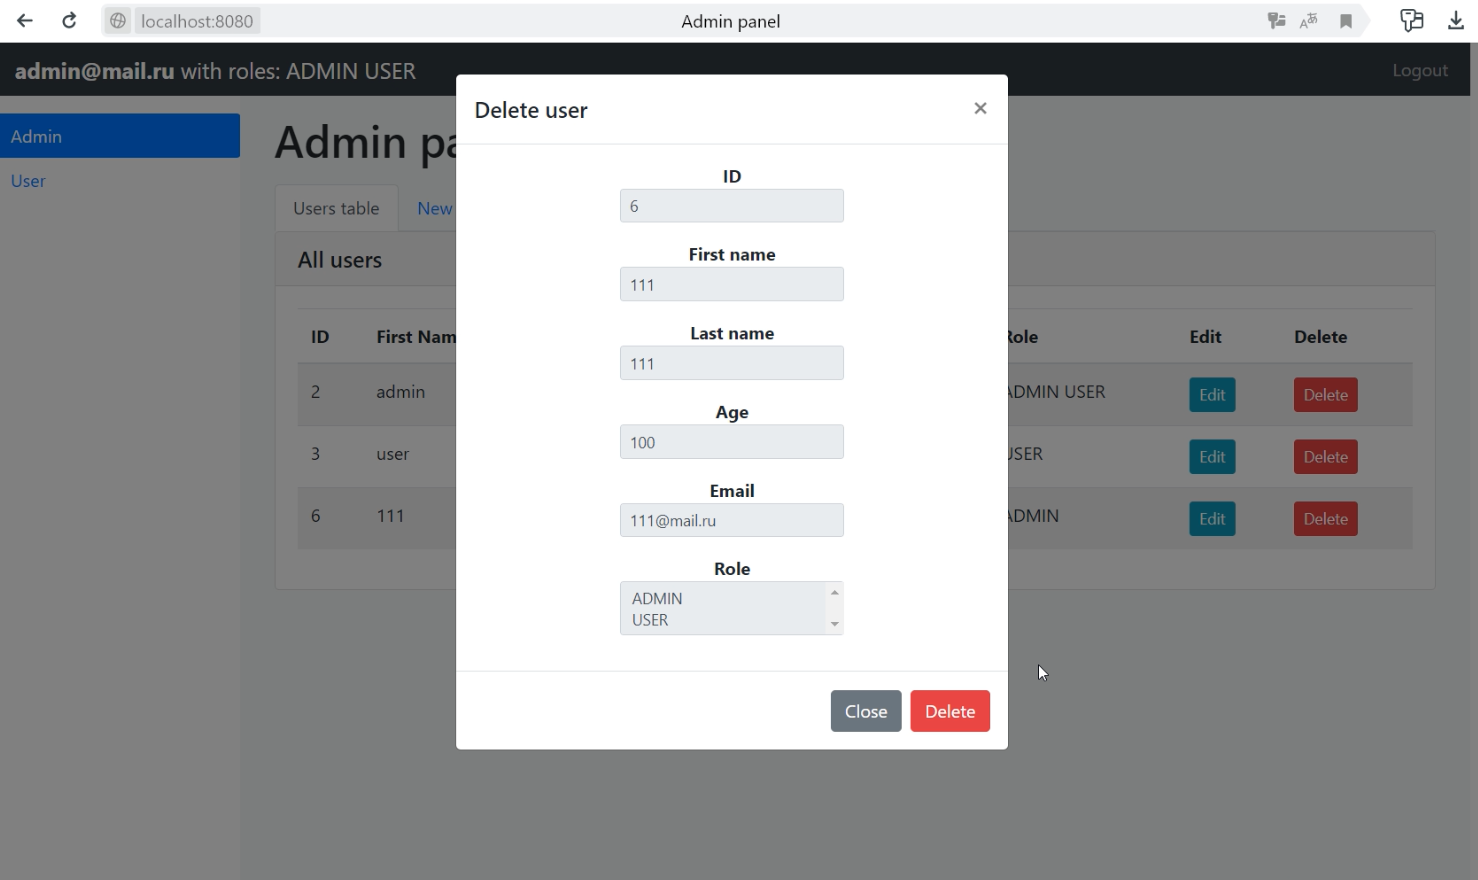 localhost:8080 Admin panel
admin@mail.ru with roles: ADMIN USER Logout
Admin
User
Admin pa
Users table New
All users
ID First Nam Role Edit Delete
2 admin ADMIN USER Edit Delete
3 user USER Edit Delete
6 111 ADMIN Edit Delete
Delete user ×
ID
6
First name
111
Last name
111
Age
100
Email
111@mail.ru
Role
ADMIN
USER
Close Delete